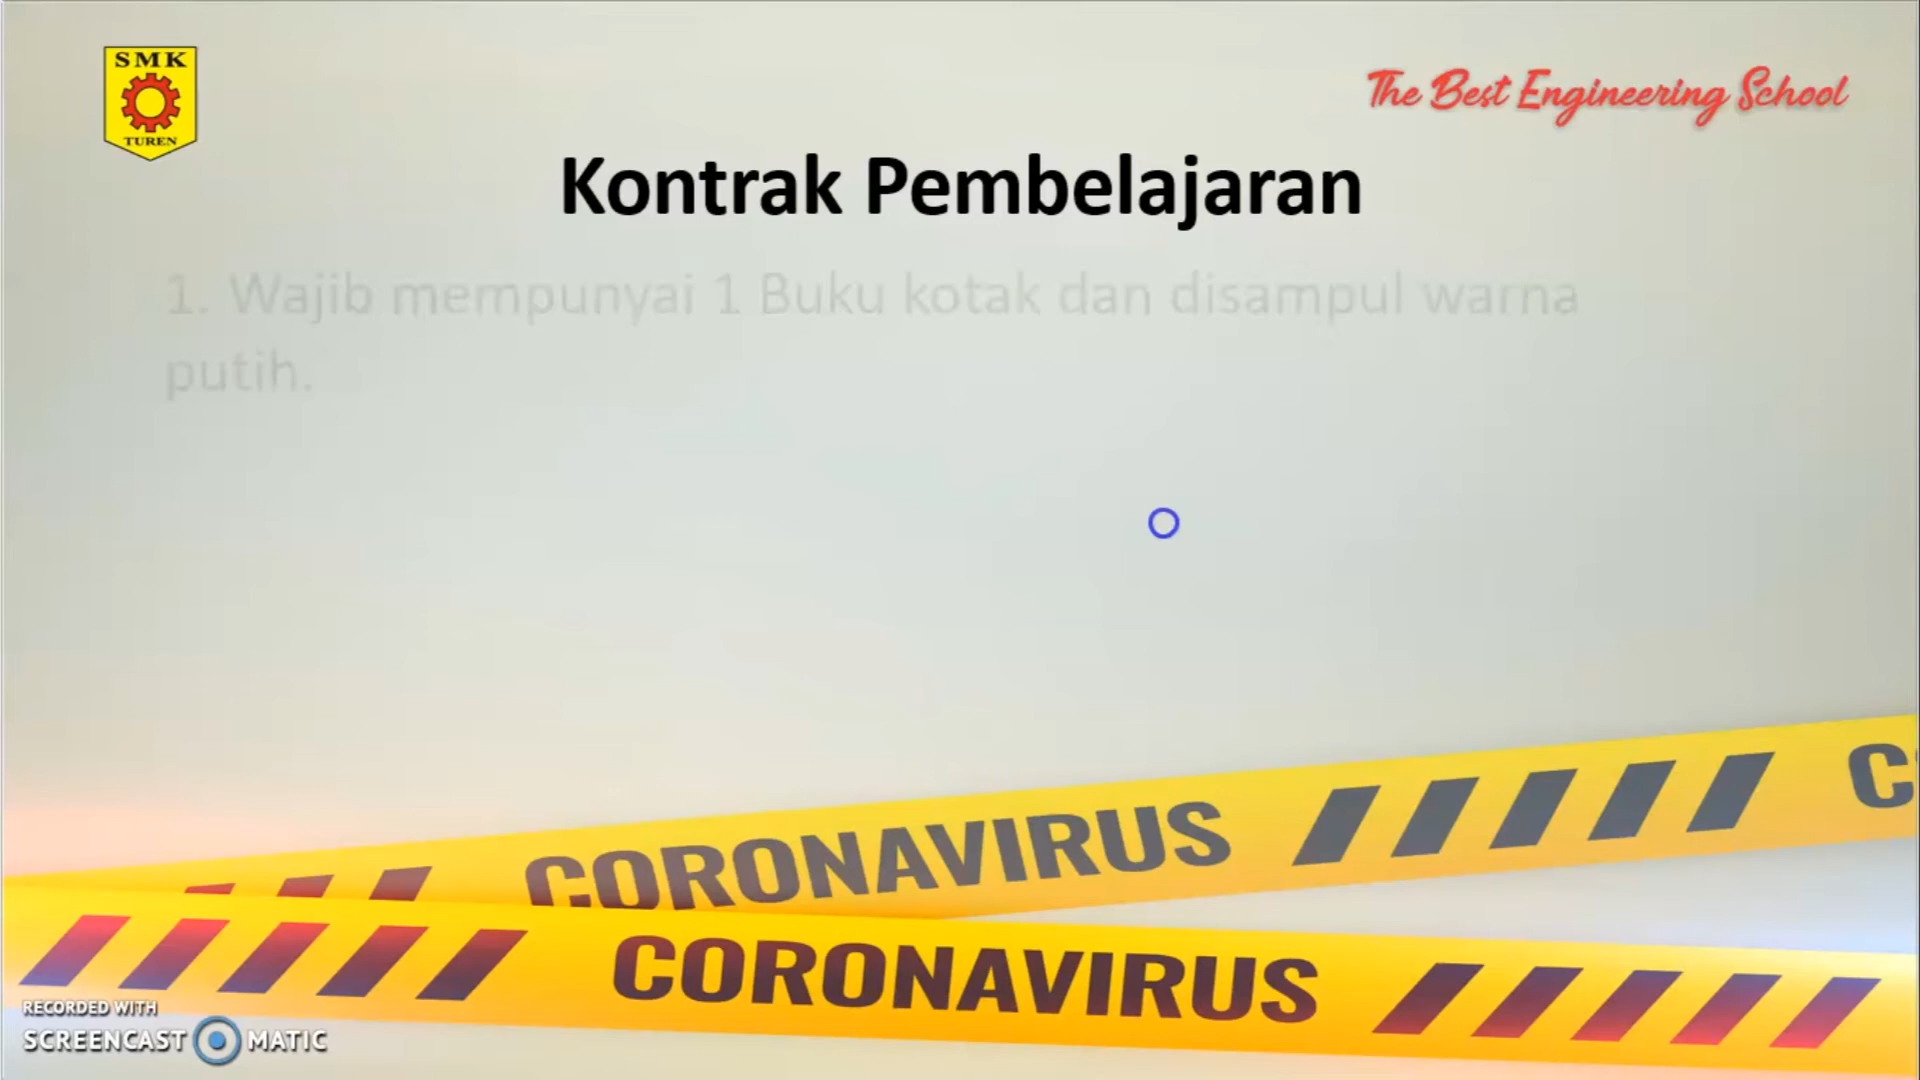 SMK
TUREN
The Best Engineering School
Kontrak Pembelajaran
1. Wajib mempunyai 1 Buku kotak dan disampul warna
putih.
CORONAVIRUS
C
CORONAVIRUS
RECORDED WITH
SCREENCAST MATIC